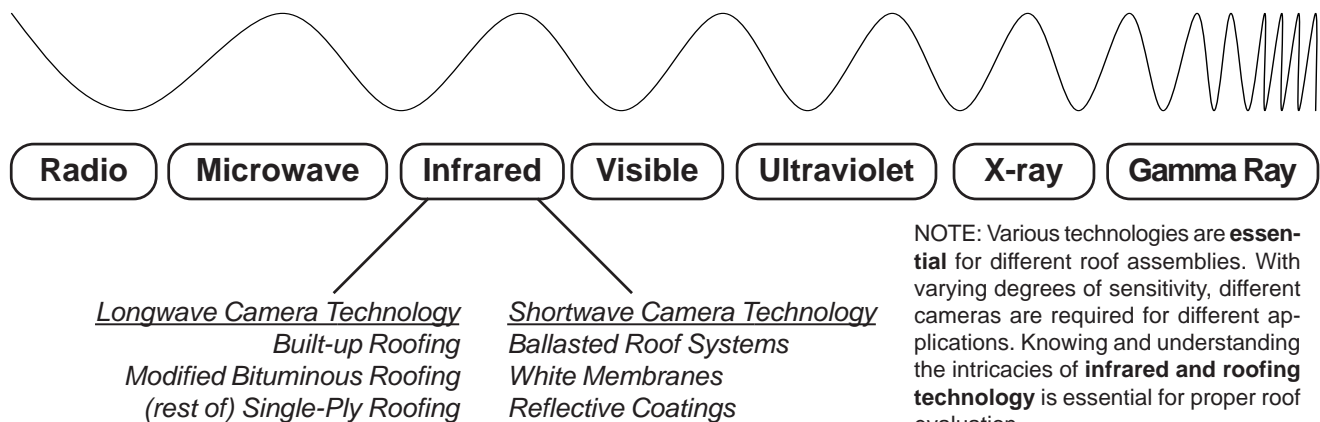 Radio Microwave Infrared Visible Ultraviolet X-ray Gamma Ray
Longwave Camera Technology
Built-up Roofing
Modified Bituminous Roofing
(rest of) Single-Ply Roofing
Shortwave Camera Technology
Ballasted Roof Systems
White Membranes
Reflective Coatings
NOTE: Various technologies are essen-
tial for different roof assemblies. With
varying degrees of sensitivity, different
cameras are required for different ap-
plications. Knowing and understanding
the intricacies of infrared and roofing
technology is essential for proper roof